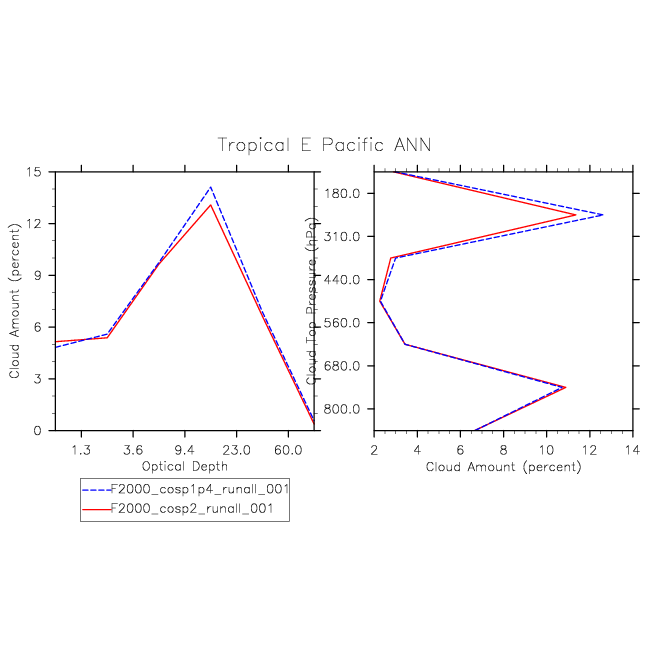 Tropical E Pacific ANN
15
12
9
6
3
0
Cloud Amount (percent)
1.3 3.6 9.4 23.0 60.0
Optical Depth
Cloud Top Pressure (hPa)
180.0
310.0
440.0
560.0
680.0
800.0
2 4 6 8 10 12 14
Cloud Amount (percent)
F2000_cosp1p4_runall_001
F2000_cosp2_runall_001